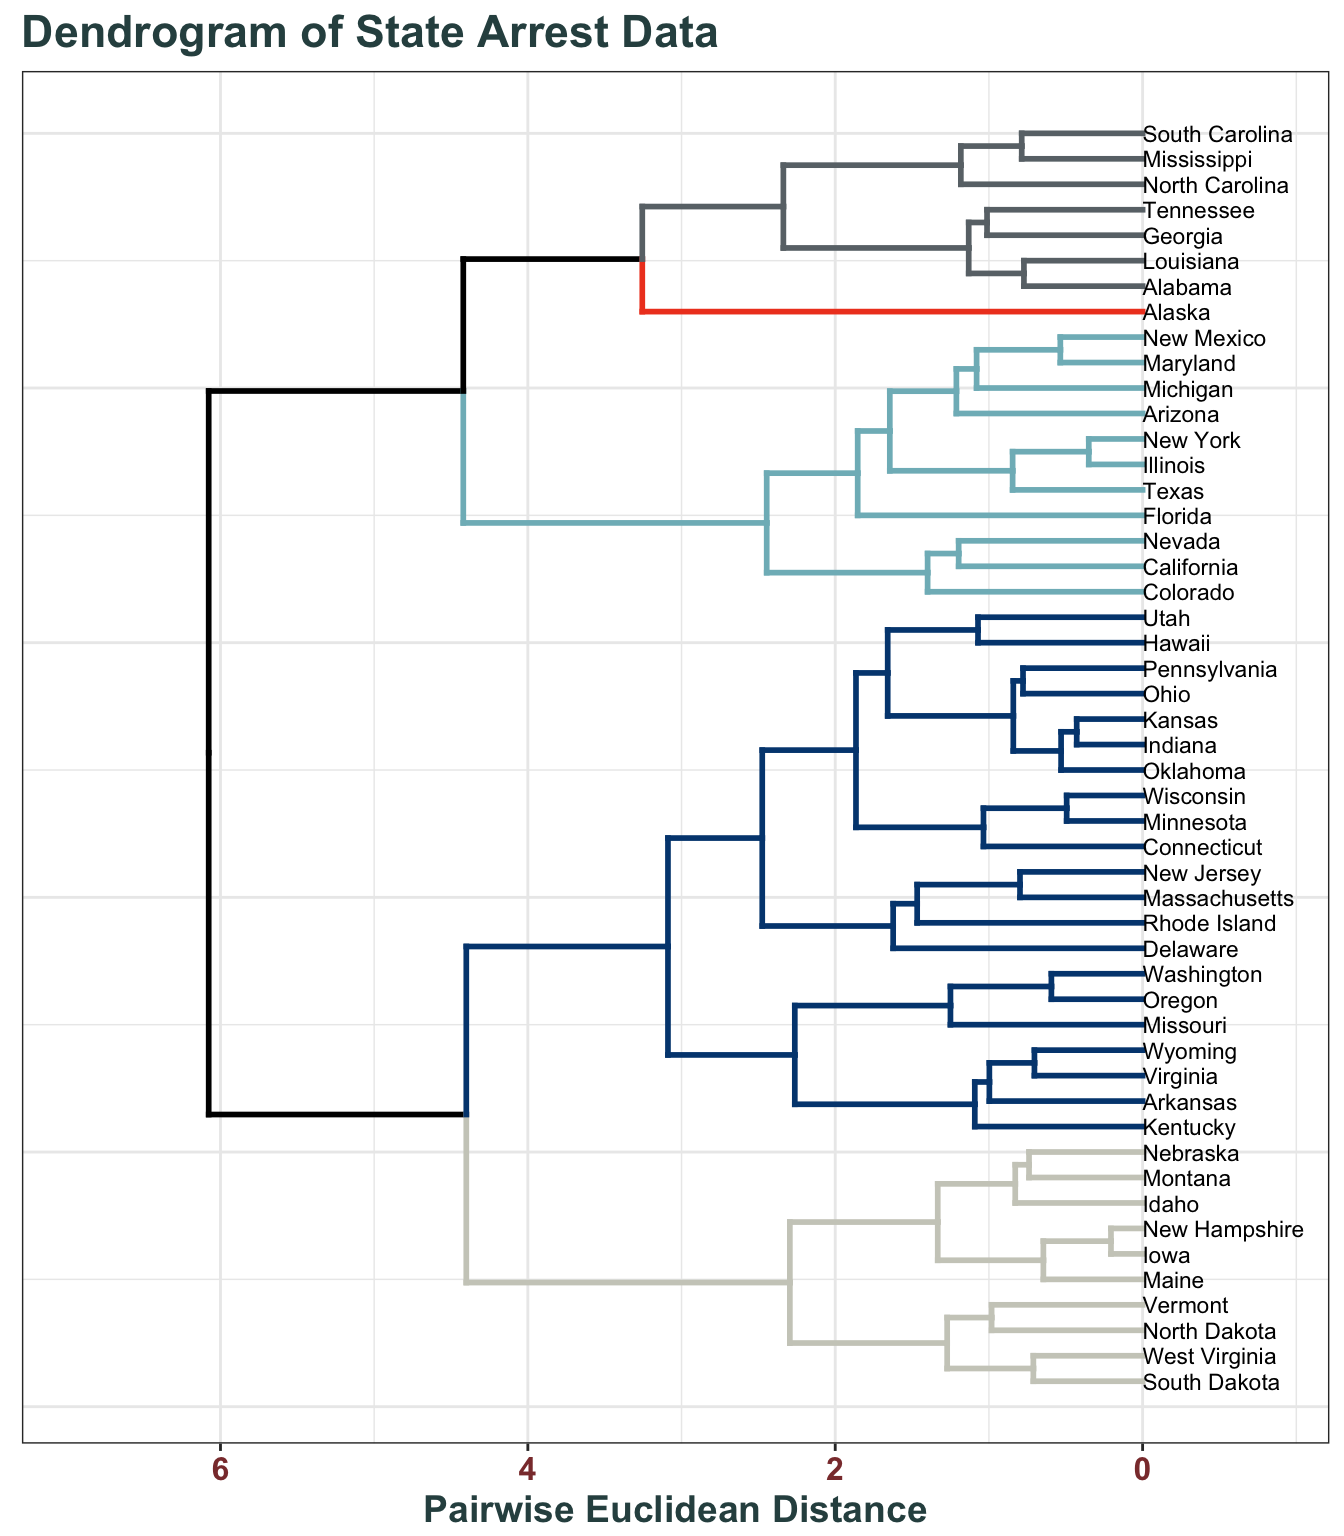 Dendrogram of State Arrest Data
South Carolina
Mississippi
North Carolina
Tennessee
Georgia
Louisiana
Alabama
Alaska
New Mexico
Maryland
Michigan
Arizona
New York
Illinois
Texas
Florida
Nevada
California
Colorado
Utah
Hawaii
Pennsylvania
Ohio
Kansas
Indiana
Oklahoma
Wisconsin
Minnesota
Connecticut
New Jersey
Massachusetts
Rhode Island
Delaware
Washington
Oregon
Missouri
Wyoming
Virginia
Arkansas
Kentucky
Nebraska
Montana
Idaho
New Hampshire
Iowa
Maine
Vermont
North Dakota
West Virginia
South Dakota
6 4 2 0
Pairwise Euclidean Distance